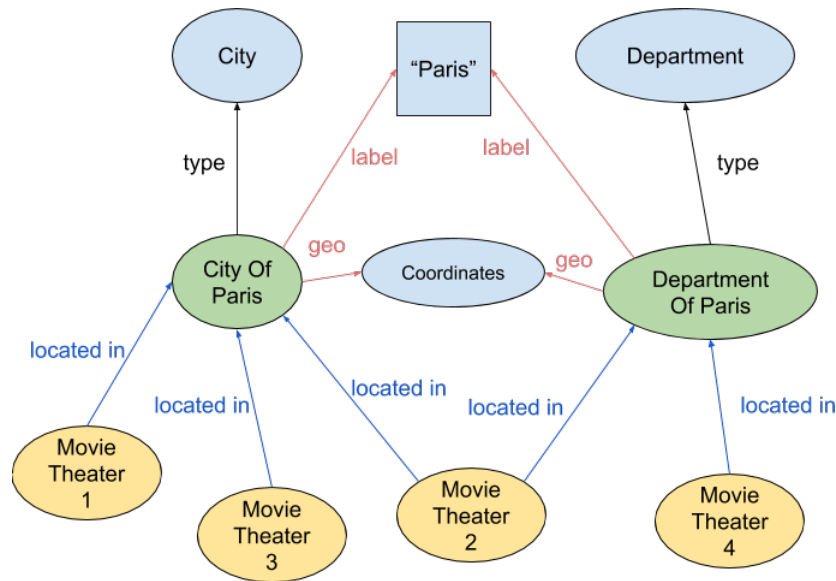 City
“Paris”
Department
type
label
label
type
City Of
Paris
geo
Coordinates
geo
Department
Of Paris
located in
located in
located in
located in
located in
Movie
Theater
1
Movie
Theater
3
Movie
Theater
2
Movie
Theater
4